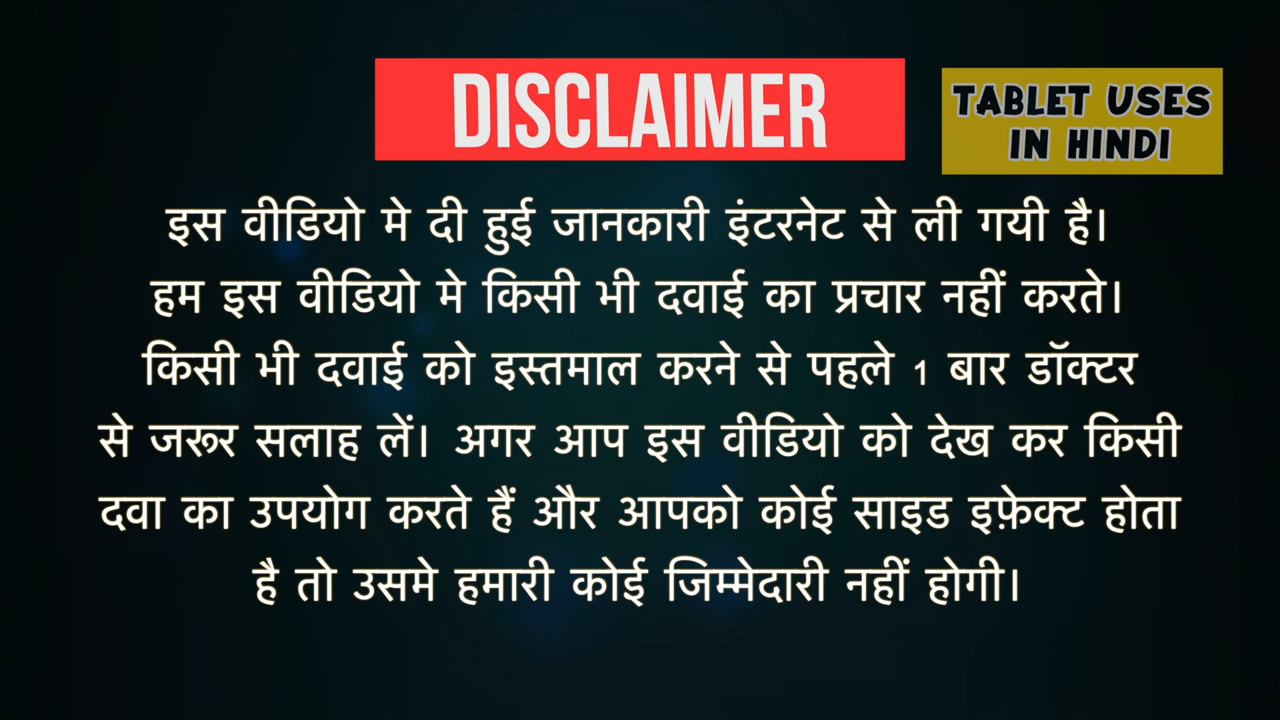 DISCLAIMER
TABLET USES
IN HINDI
इस वीडियो मे दी हुई जानकारी इंटरनेट से ली गयी है।
हम इस वीडियो मे किसी भी दवाई का प्रचार नहीं करते।
किसी भी दवाई को इस्तमाल करने से पहले 1 बार डॉक्टर
से जरूर सलाह लें। अगर आप इस वीडियो को देख कर किसी
दवा का उपयोग करते हैं और आपको कोई साइड इफ़ेक्ट होता
है तो उसमे हमारी कोई जिम्मेदारी नहीं होगी।